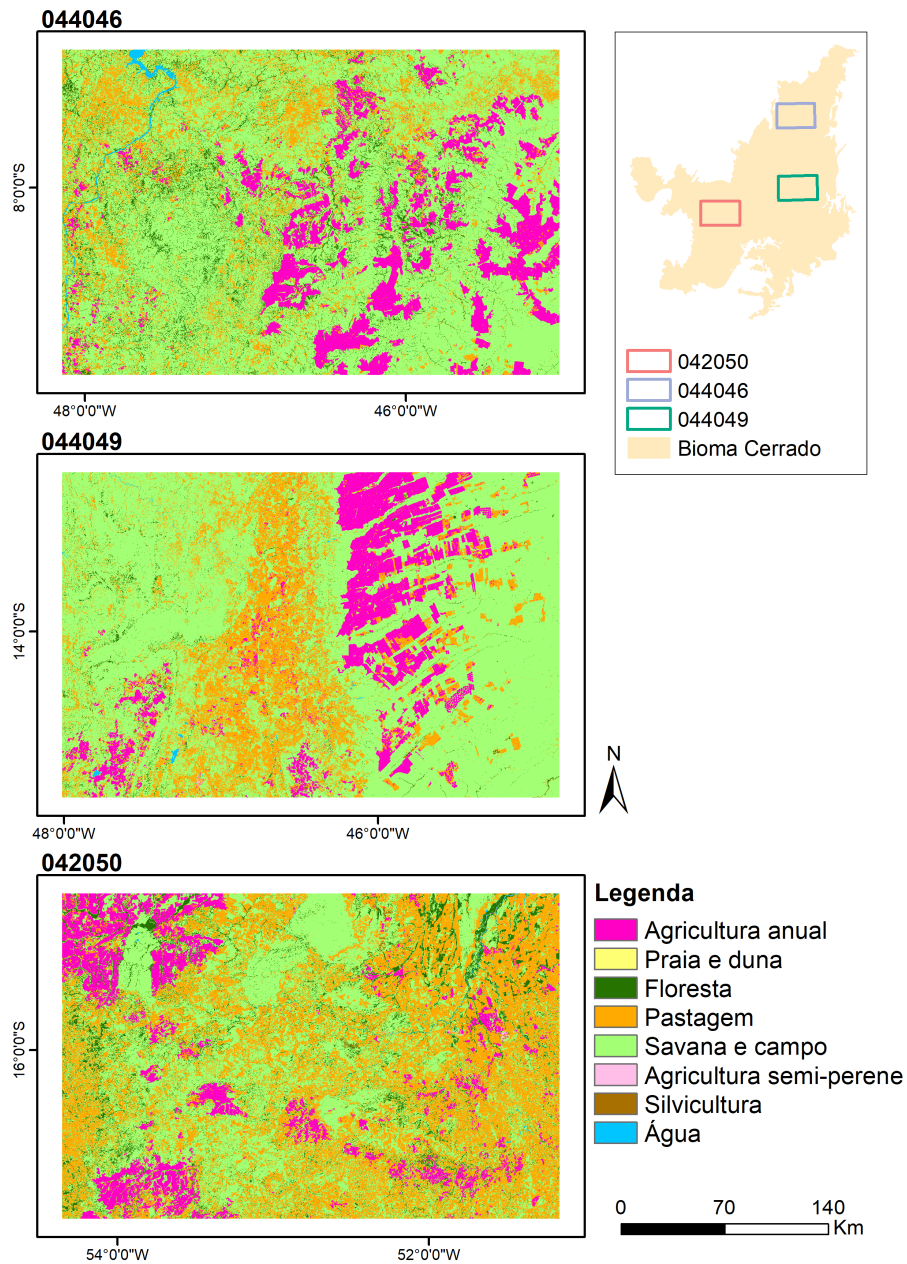 044046
8°0'0"S
48°0'0"W
46°0'0"W
042050
044046
044049
Bioma Cerrado
044049
14°0'0"S
48°0'0"W
46°0'0"W
N
042050
16°0'0"S
54°0'0"W
52°0'0"W
Legenda
Agricultura anual
Praia e duna
Floresta
Pastagem
Savana e campo
Agricultura semi-perene
Silvicultura
Água
0 70 140
Km